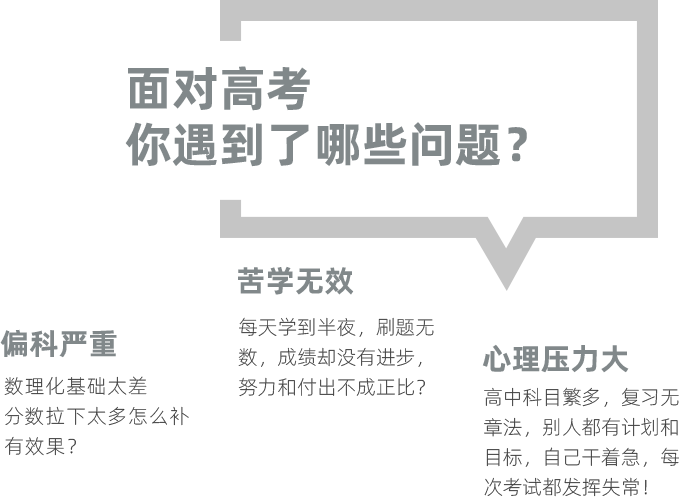 面对高考
你遇到了哪些问题？
苦学无效
每天学到半夜，刷题无
数，成绩却没有进步，
努力和付出不成正比？
偏科严重
数理化基础太差
分数拉下太多怎么补
有效果？
心理压力大
高中科目繁多，复习无
章法，别人都有计划和
目标，自己干着急，每
次考试都发挥失常！